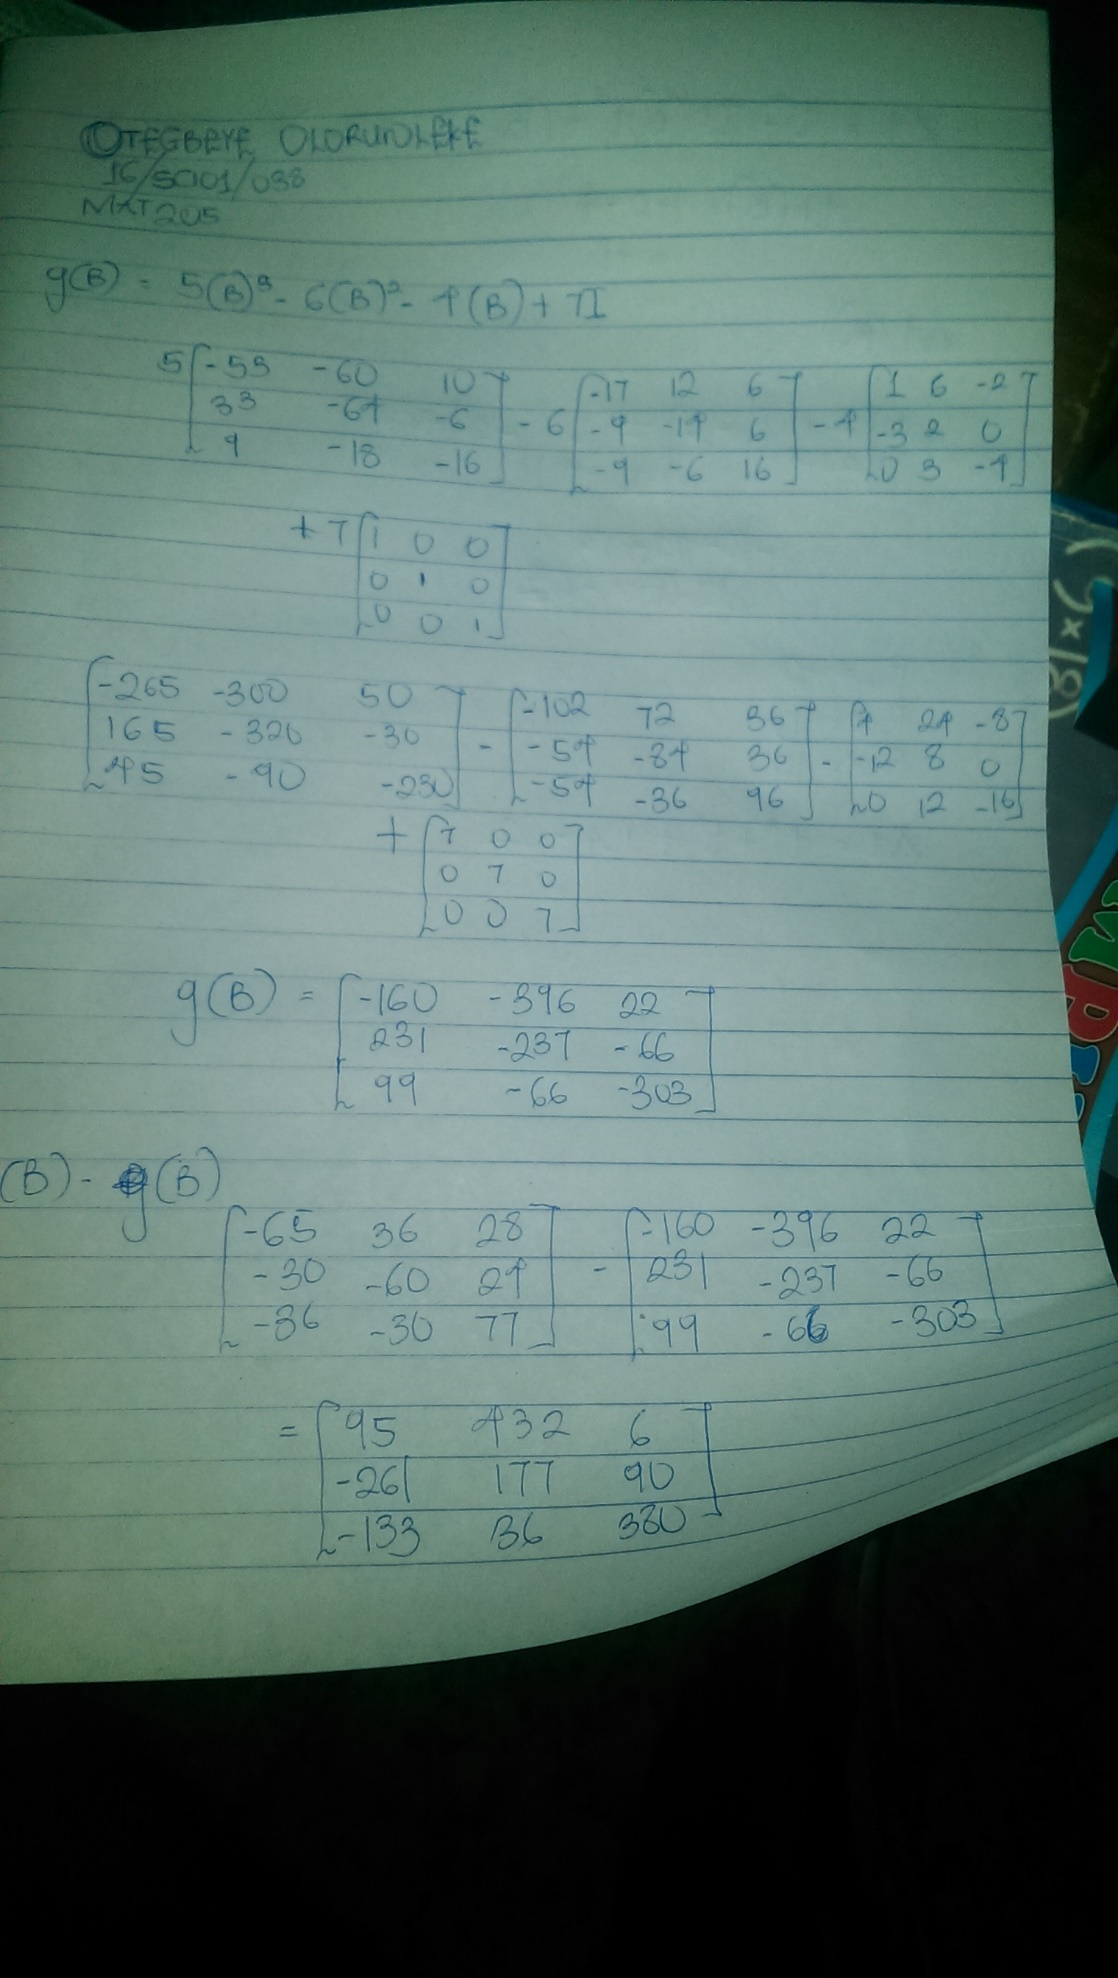 OTEGBEYE OLORUNLEKE
16/SCI01/038
MAT205
g(B) = 5(B)³ - 6(B)² - 4(B) + 7I
5 [-53 -60 10] - 6 [-17 12 6] - 4 [1 6 -2]
[33 -64 -6] [-9 -14 6] [-3 2 0]
[9 -18 -16] [-9 -6 16] [0 3 -4]
+ 7 [1 0 0]
[0 1 0]
[0 0 1]
[-265 -300 50] - [-102 72 36] - [4 24 -8]
[165 -320 -30] [-54 -84 36] [-12 8 0]
[45 -90 -230] [-54 -36 96] [0 12 -16]
+ [7 0 0]
[0 7 0]
[0 0 7]
g(B) = [-160 -396 22]
[231 -237 -66]
[99 -66 -303]
(B) - g(B)
[-65 36 28] - [-160 -396 22]
[-30 -60 24] [231 -237 -66]
[-36 -30 77] [99 -66 -303]
= [95 432 6]
[-261 177 90]
[-133 36 380]